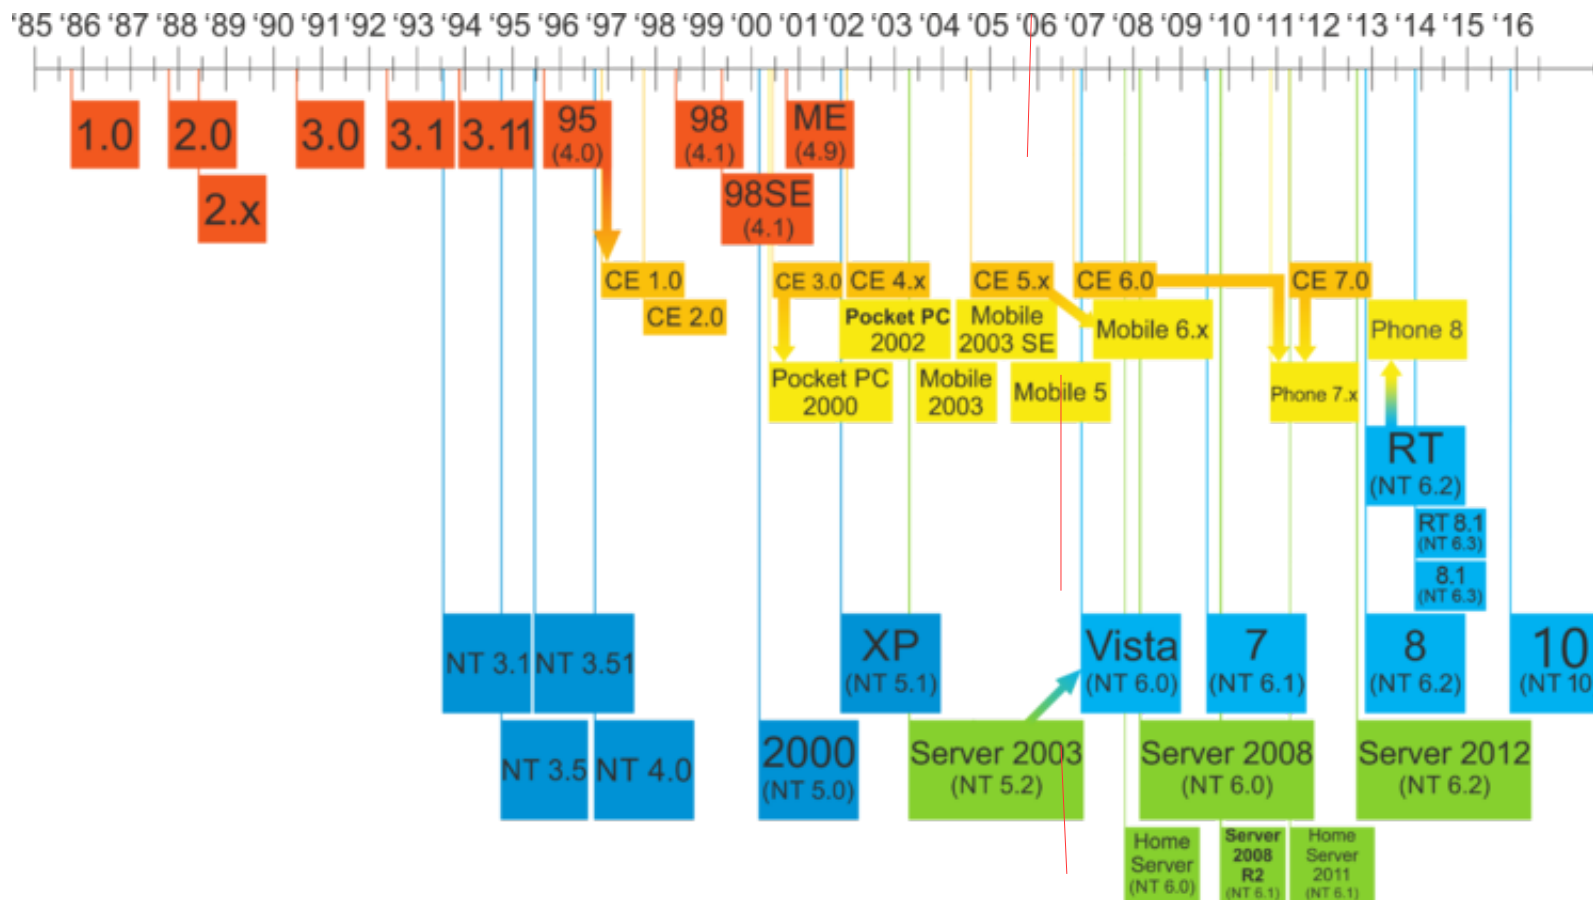 ‘85 ‘86 ‘87 ‘88 ‘89 ‘90 ‘91 ‘92 ‘93 ‘94 ‘95 ‘96 ‘97 ‘98 ‘99 ‘00 ‘01 ‘02 ‘03 ‘04 ‘05 ‘06 ‘07 ‘08 ‘09 ‘10 ‘11 ‘12 ‘13 ‘14 ‘15 ‘16
1.0
2.0
2.x
3.0
3.1
3.11
95
(4.0)
98
(4.1)
98SE
(4.1)
ME
(4.9)
CE 1.0
CE 2.0
CE 3.0
CE 4.x
CE 5.x
CE 6.0
CE 7.0
Pocket PC
2002
Mobile
2003 SE
Mobile 6.x
Phone 8
Pocket PC
2000
Mobile
2003
Mobile 5
Phone 7.x
RT
(NT 6.2)
RT 8.1
(NT 6.3)
8.1
(NT 6.3)
NT 3.1
NT 3.51
XP
(NT 5.1)
Vista
(NT 6.0)
7
(NT 6.1)
8
(NT 6.2)
10
(NT 10
NT 3.5
NT 4.0
2000
(NT 5.0)
Server 2003
(NT 5.2)
Server 2008
(NT 6.0)
Server 2012
(NT 6.2)
Home
Server
(NT 6.0)
Server
2008
R2
(NT 6.1)
Home
Server
2011
(NT 6.1)